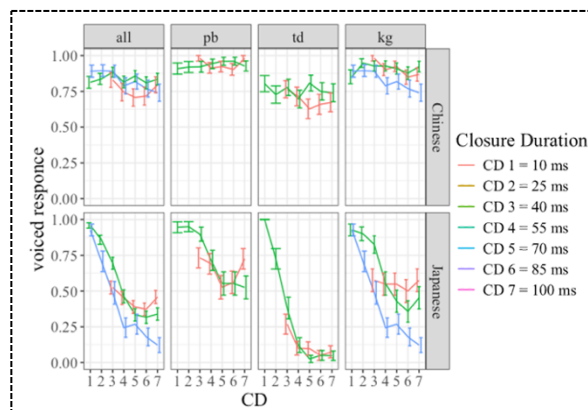 all pb td kg
1.00
0.75
0.50
0.25
0.00
Chinese
1.00
0.75
0.50
0.25
0.00
Japanese
voiced responce
1 2 3 4 5 6 7 1 2 3 4 5 6 7 1 2 3 4 5 6 7 1 2 3 4 5 6 7
CD
Closure Duration
CD 1 = 10 ms
CD 2 = 25 ms
CD 3 = 40 ms
CD 4 = 55 ms
CD 5 = 70 ms
CD 6 = 85 ms
CD 7 = 100 ms